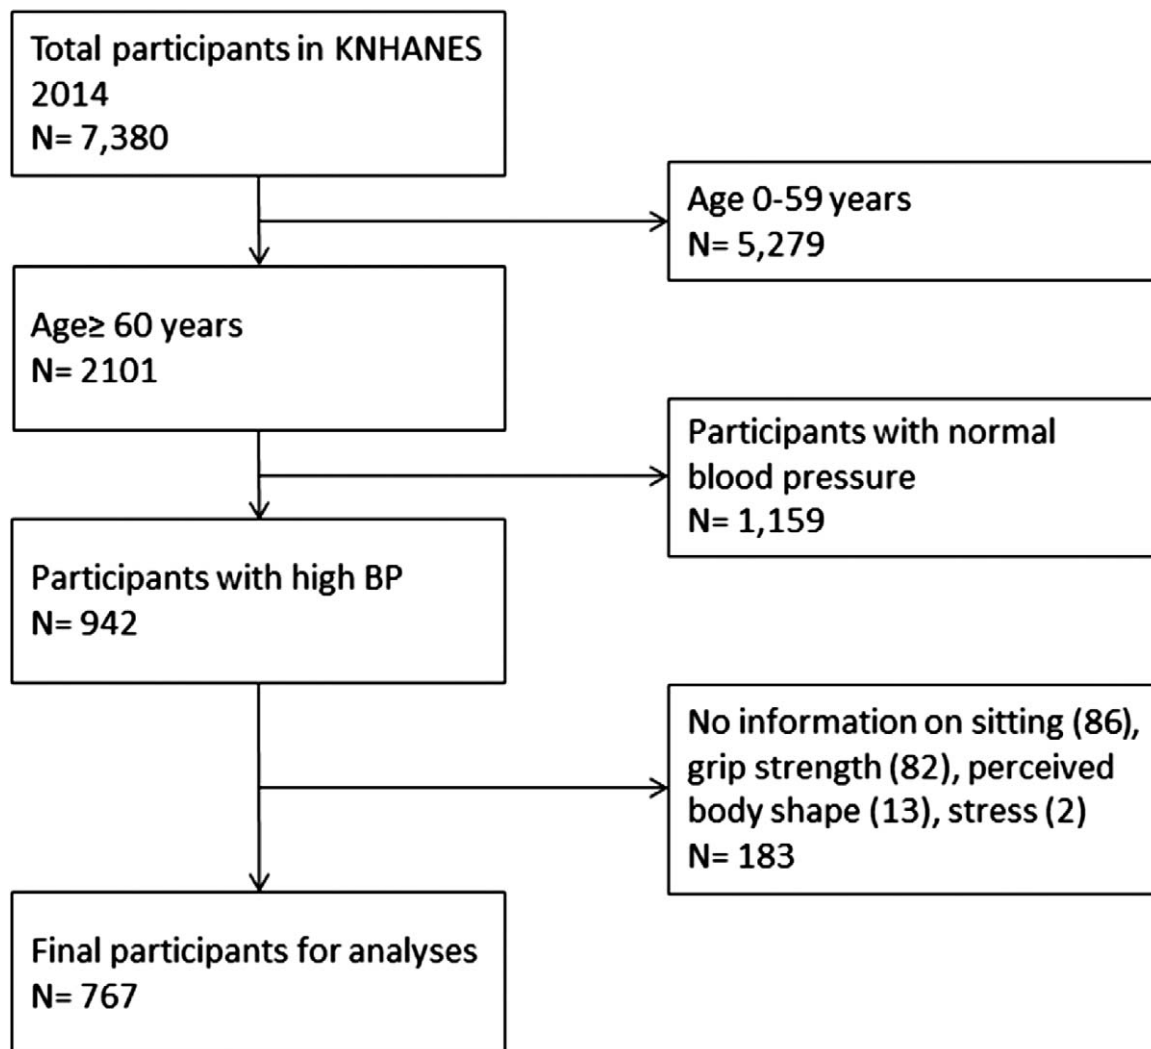 Total participants in KNHANES
2014
N= 7,380
Age 0-59 years
N= 5,279
Age≥ 60 years
N= 2101
Participants with normal
blood pressure
N= 1,159
Participants with high BP
N= 942
No information on sitting (86),
grip strength (82), perceived
body shape (13), stress (2)
N= 183
Final participants for analyses
N= 767